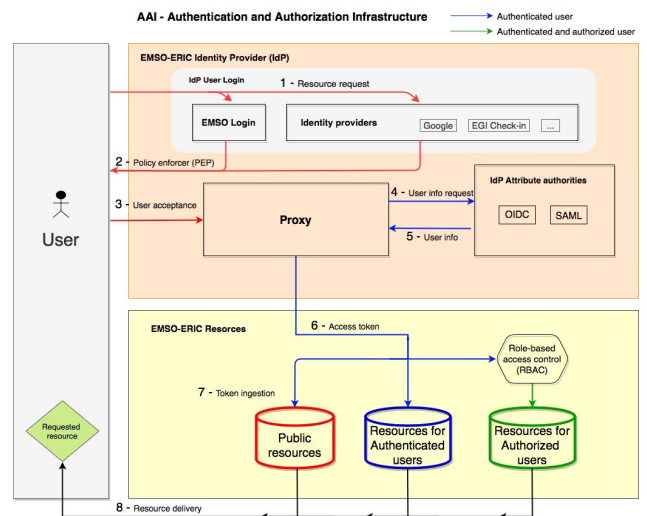 AAI - Authentication and Authorization Infrastructure
Authenticated user
Authenticated and authorized user
EMSO-ERIC Identity Provider (IdP)
IdP User Login
1 - Resource request
EMSO Login
Identity providers
Google
EGI Check-in
...
2 - Policy enforcer (PEP)
IdP Attribute authorities
4 - User info request
3 - User acceptance
Proxy
OIDC
SAML
User
5 - User info
EMSO-ERIC Resorces
6 - Access token
Role-based
access control
(RBAC)
7 - Token ingestion
Requested
resource
Public
resources
Resources for
Authenticated
users
Resources for
Authorized
users
8 - Resource delivery